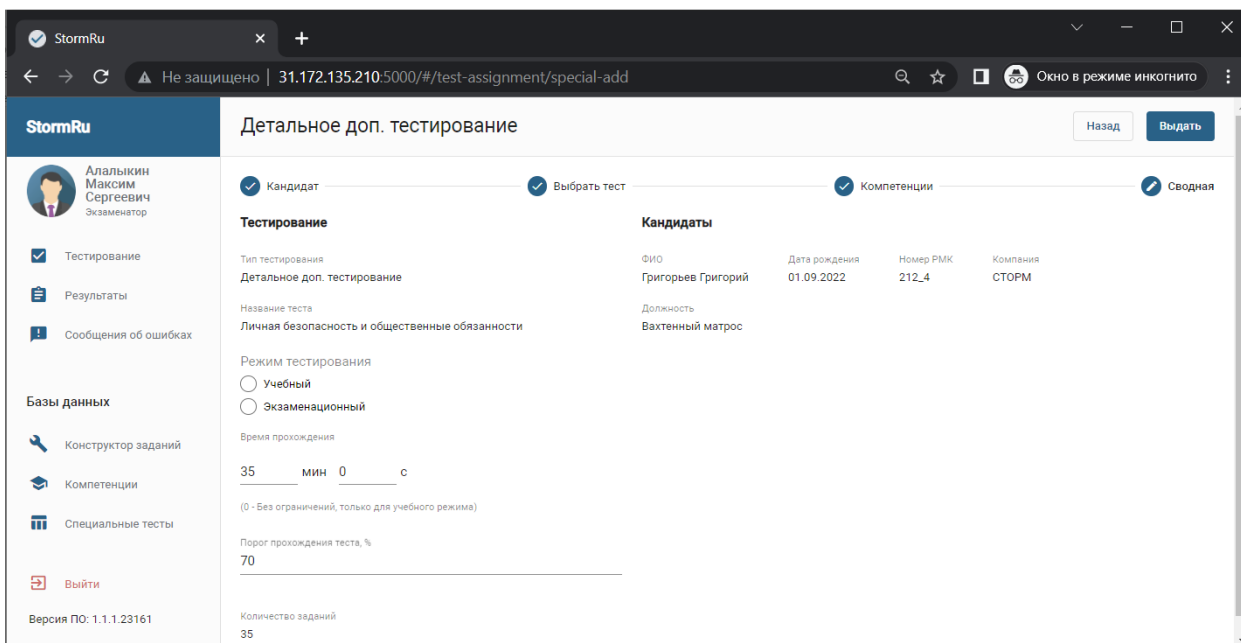 StormRu
Не защищено | 31.172.135.210:5000/#/test-assignment/special-add
Окно в режиме инкогнито
StormRu
Детальное доп. тестирование
Назад
Выдать
Алалыкин
Максим
Сергеевич
Экзаменатор
Тестирование
Результаты
Сообщения об ошибках
Базы данных
Конструктор заданий
Компетенции
Специальные тесты
Выйти
Версия ПО: 1.1.1.23161
Кандидат
Выбрать тест
Компетенции
Сводная
Тестирование
Тип тестирования
Детальное доп. тестирование
Название теста
Личная безопасность и общественные обязанности
Режим тестирования
Учебный
Экзаменационный
Время прохождения
35 мин 0 с
(0 - Без ограничений, только для учебного режима)
Порог прохождения теста, %
70
Количество заданий
35
Кандидаты
ФИО Дата рождения Номер РМК Компания
Григорьев Григорий 01.09.2022 212_4 СТОРМ
Должность
Вахтенный матрос